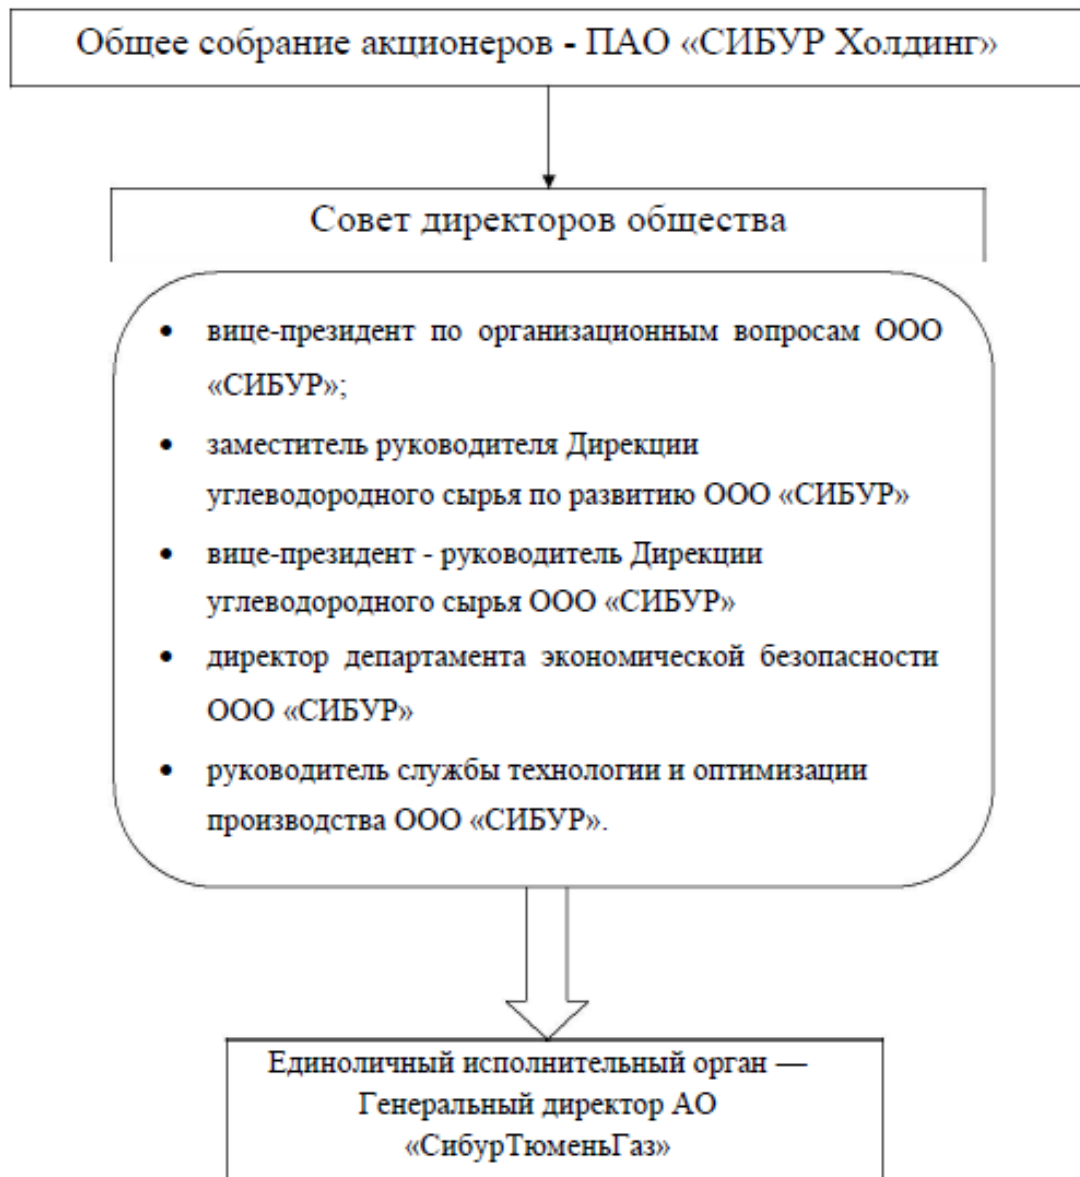 Общее собрание акционеров - ПАО «СИБУР Холдинг»
Совет директоров общества
• вице-президент по организационным вопросам ООО
«СИБУР»;
• заместитель руководителя Дирекции
углеводородного сырья по развитию ООО «СИБУР»
• вице-президент - руководитель Дирекции
углеводородного сырья ООО «СИБУР»
• директор департамента экономической безопасности
ООО «СИБУР»
• руководитель службы технологии и оптимизации
производства ООО «СИБУР».
Единоличный исполнительный орган —
Генеральный директор АО
«СибурТюменьГаз»